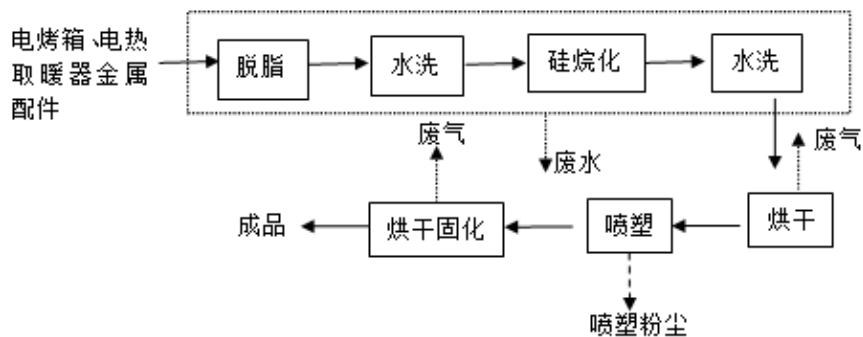 电烤箱、电热
取暖器金属
配件
脱脂
水洗
硅烷化
水洗
废气
废水
废气
成品
烘干固化
喷塑
烘干
喷塑粉尘